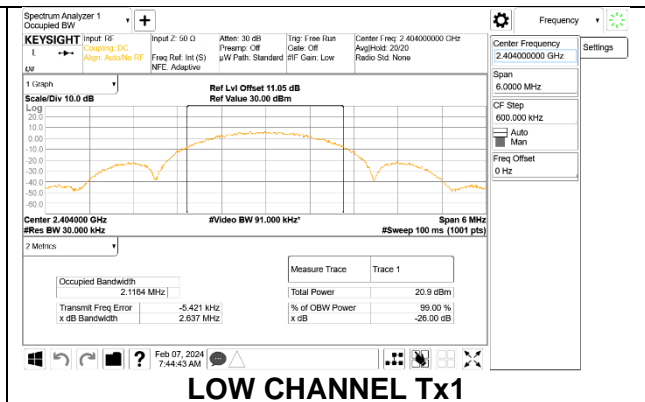 Spectrum Analyzer 1
Occupied BW
+
Frequency
KEYSIGHT Input: RF Input Z: 50 Ω Atten: 30 dB Trig: Free Run Center Freq: 2.404000000 GHz
L Coupling: DC Preamp: Off Gate: Off Avg|Hold: 20/20
Align: Auto/No RF Freq Ref: Int (S) µW Path: Standard #IF Gain: Low Radio Std: None
NFE: Adaptive
Center Frequency
2.404000000 GHz
Settings
Span
6.0000 MHz
CF Step
600.000 kHz
Auto
Man
Freq Offset
0 Hz
1 Graph
Ref Lvl Offset 11.05 dB
Scale/Div 10.0 dB Ref Value 30.00 dBm
Log
20.0
10.0
0.00
-10.0
-20.0
-30.0
-40.0
-50.0
-60.0
Center 2.404000 GHz #Video BW 91.000 kHz* Span 6 MHz
#Res BW 30.000 kHz #Sweep 100 ms (1001 pts)
2 Metrics
Measure Trace Trace 1
Occupied Bandwidth
2.1164 MHz Total Power 20.9 dBm
Transmit Freq Error -5.421 kHz % of OBW Power 99.00 %
x dB Bandwidth 2.637 MHz x dB -26.00 dB
? Feb 07, 2024
7:44:43 AM
LOW CHANNEL Tx1